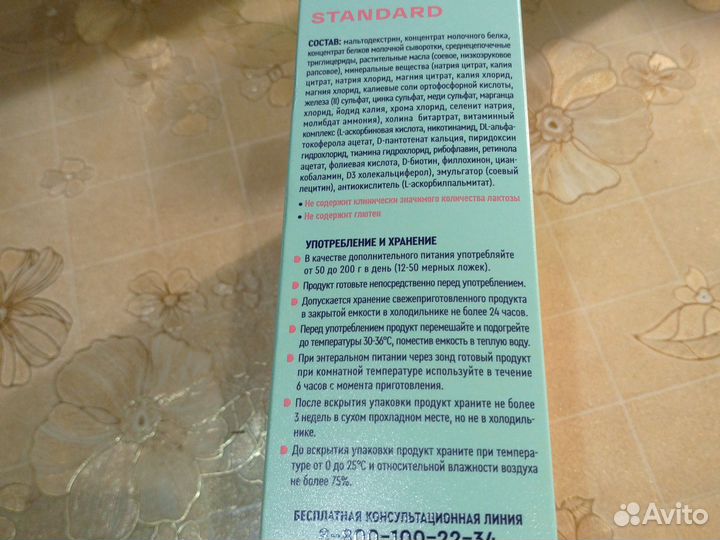 STANDARD
СОСТАВ: мальтодекстрин, концентрат молочного белка,
концентрат белков молочной сыворотки, среднецепочечные
триглицериды, растительные масла (соевое, низкоэруковое
рапсовое), минеральные вещества (натрия цитрат, калия
цитрат, натрия хлорид, магния цитрат, калия хлорид,
магния хлорид, калиевые соли ортофосфорной кислоты,
железа (II) сульфат, цинка сульфат, меди сульфат, марганца
хлорид, йодид калия, хрома хлорид, селенит натрия,
молибдат аммония), холина битартрат, витаминный
комплекс (L-аскорбиновая кислота, никотинамид, DL-альфа-
токоферола ацетат, D-пантотенат кальция, пиридоксин
гидрохлорид, тиамина гидрохлорид, рибофлавин, ретинола
ацетат, фолиевая кислота, D-биотин, филлохинон, циан-
кобаламин, D3 холекальциферол), эмульгатор (соевый
лецитин), антиокислитель (L-аскорбилпальмитат).
• Не содержит клинически значимого количества лактозы
• Не содержит глютен
УПОТРЕБЛЕНИЕ И ХРАНЕНИЕ
В качестве дополнительного питания употребляйте
от 50 до 200 г в день (12-50 мерных ложек).
Продукт готовьте непосредственно перед употреблением.
Допускается хранение свежеприготовленного продукта
в закрытой емкости в холодильнике не более 24 часов.
Перед употреблением продукт перемешайте и подогрейте
до температуры 30-36°С, поместив емкость в теплую воду.
При энтеральном питании через зонд готовый продукт
при комнатной температуре используйте в течение
6 часов с момента приготовления.
После вскрытия упаковки продукт храните не более
3 недель в сухом прохладном месте, но не в холодиль-
нике.
До вскрытия упаковки продукт храните при темпера-
туре от 0 до 25°С и относительной влажности воздуха
не более 75%.
БЕСПЛАТНАЯ КОНСУЛЬТАЦИОННАЯ ЛИНИЯ
8-800-100-22-34
Avito